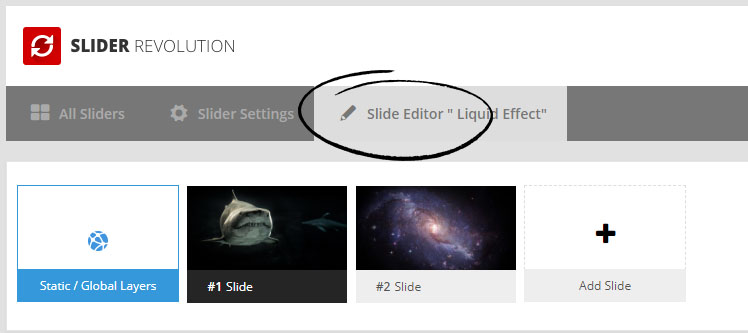 SLIDER REVOLUTION
All Sliders
Slider Settings
Slide Editor " Liquid Effect"
Static / Global Layers
#1 Slide
#2 Slide
Add Slide